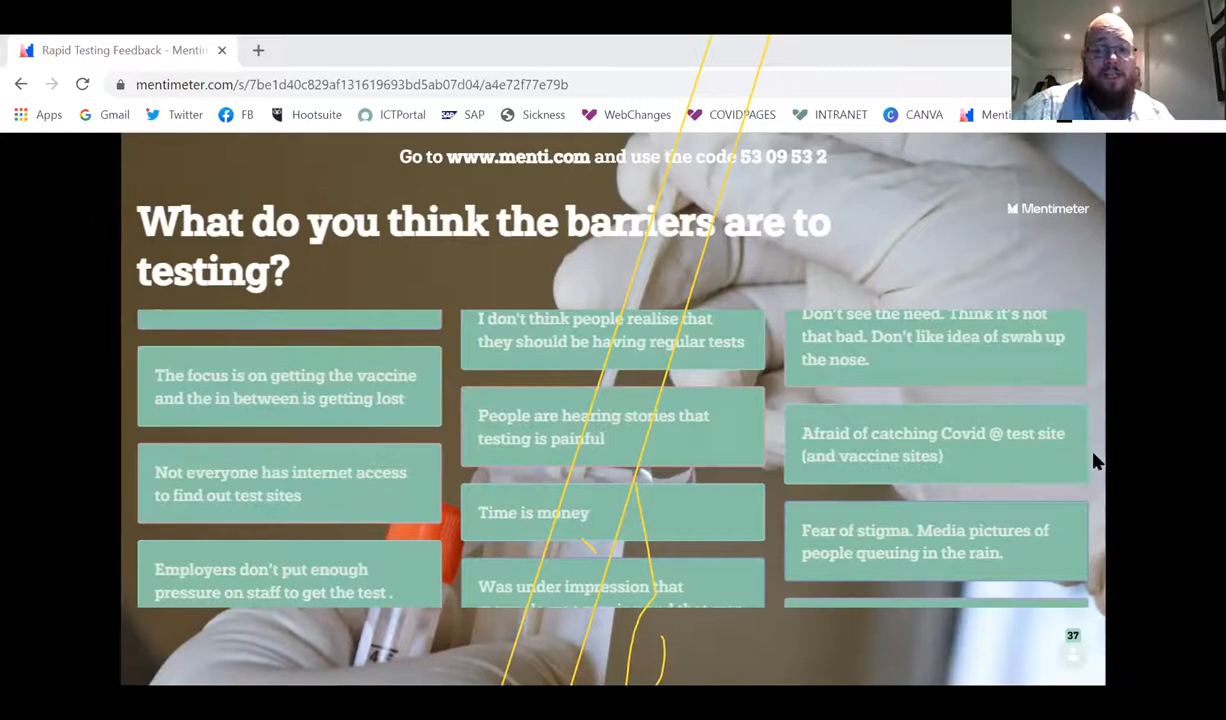 Rapid Testing Feedback - Mentim
mentimeter.com/s/7be1d40c829af131619693bd5ab07d04/a4e72f77e79b
Apps Gmail Twitter FB Hootsuite ICTPortal SAP Sickness WebChanges COVIDPAGES INTRANET CANVA Menti
Go to www.menti.com and use the code 53 09 53 2
Mentimeter
What do you think the barriers are to
testing?
The focus is on getting the vaccine
and the in between is getting lost
Not everyone has internet access
to find out test sites
Employers don't put enough
pressure on staff to get the test .
I don't think people realise that
they should be having regular tests
People are hearing stories that
testing is painful
Time is money
Was under impression that
Don't see the need. Think it's not
that bad. Don't like idea of swab up
the nose.
Afraid of catching Covid @ test site
(and vaccine sites)
Fear of stigma. Media pictures of
people queuing in the rain.
37